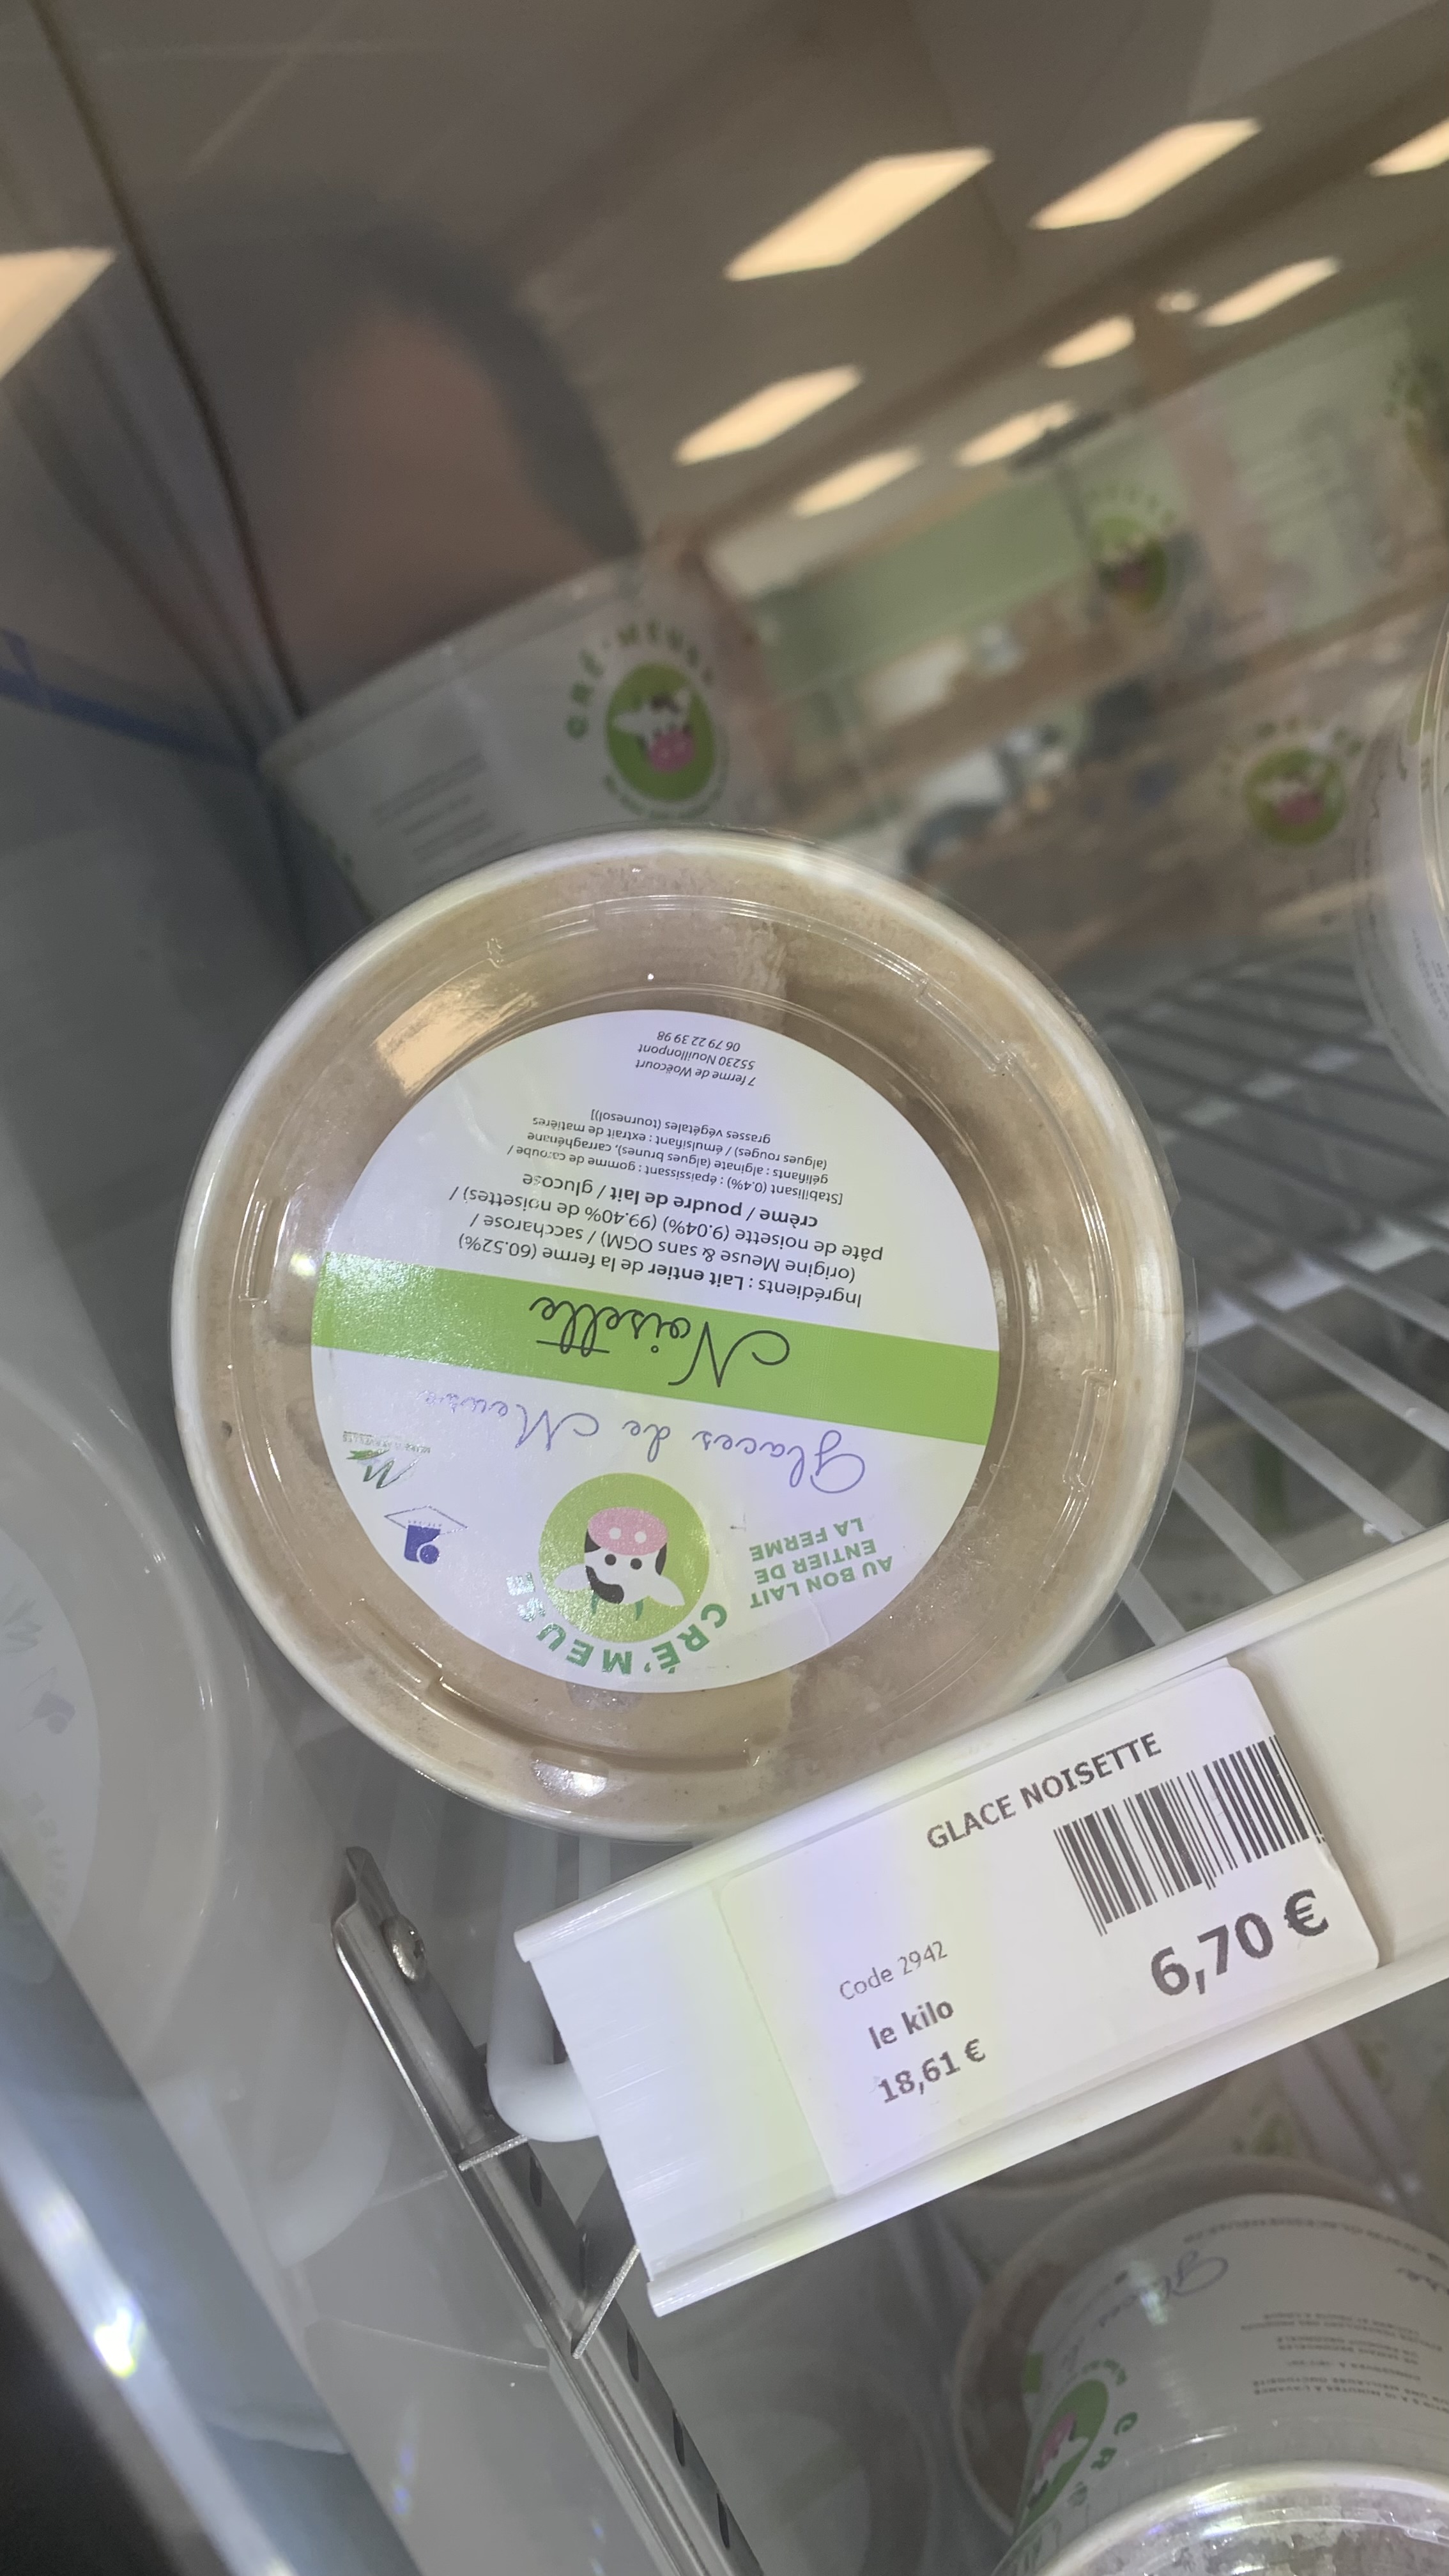 CRÉ'MEUSE
AU BON LAIT
ENTIER DE
LA FERME
Glaces de Meuse
Noisette
Ingrédients : Lait entier de la ferme (60.52%)
(origine Meuse & sans OGM) / saccharose /
pâte de noisette (9.04%) (99.40% de noisettes) /
crème / poudre de lait / glucose
[Stabilisant (0.4%) : épaississant : gomme de caroube /
gélifiants : alginate (algues brunes), carraghénane
(algues rouges) / émulsifiant : extrait de matières
grasses végétales (tournesol)]
7 ferme de Woëcourt
55230 Nouillonpont
06 79 22 39 98
GLACE NOISETTE
Code 2942
le kilo
18,61 €
6,70 €
CRÉ'MEUSE
Glaces